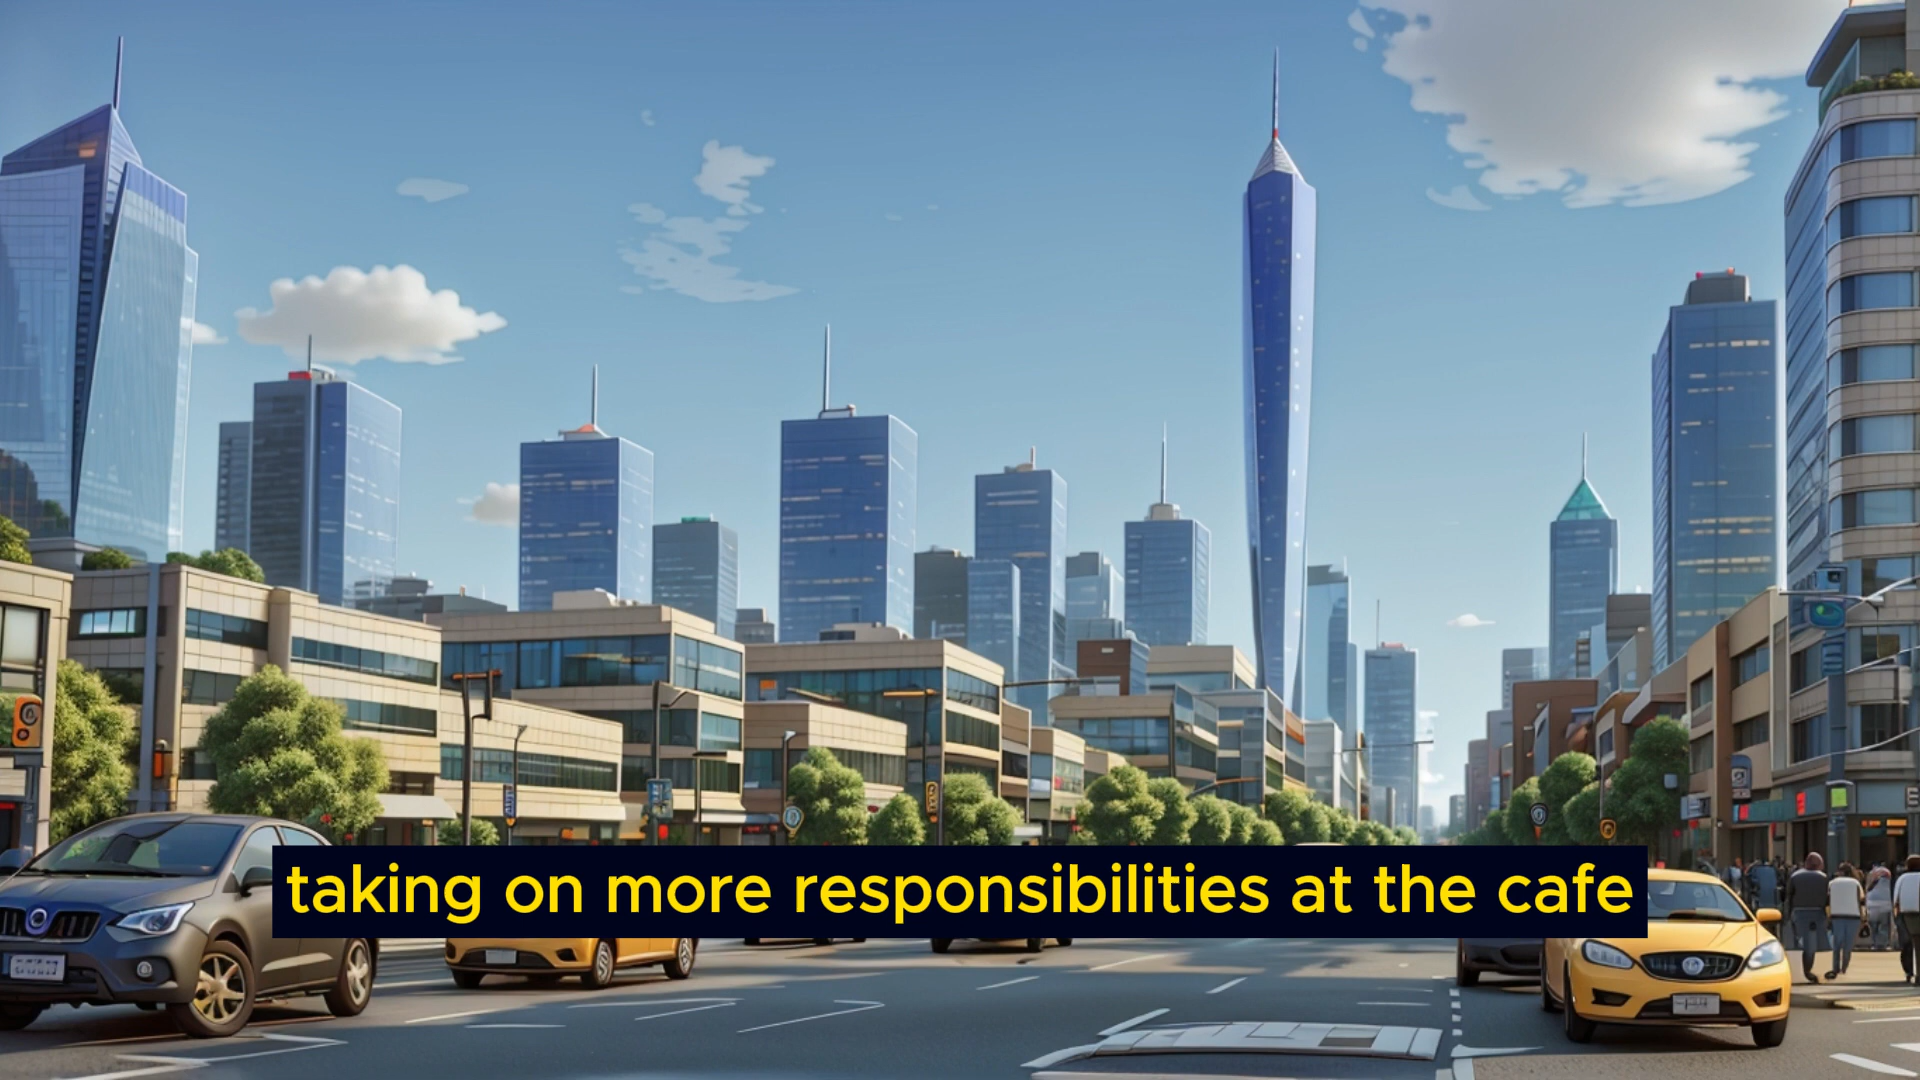 taking on more responsibilities at the cafe